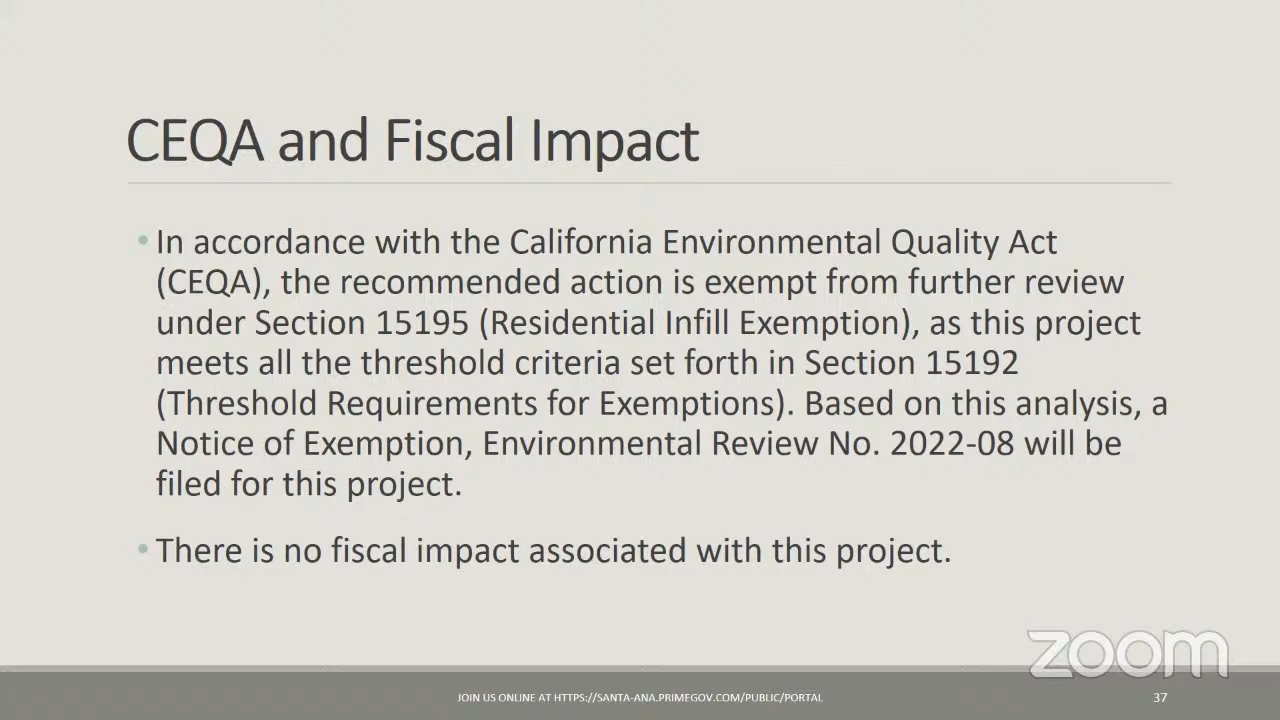 CEQA and Fiscal Impact
• In accordance with the California Environmental Quality Act
(CEQA), the recommended action is exempt from further review
under Section 15195 (Residential Infill Exemption), as this project
meets all the threshold criteria set forth in Section 15192
(Threshold Requirements for Exemptions). Based on this analysis, a
Notice of Exemption, Environmental Review No. 2022-08 will be
filed for this project.
• There is no fiscal impact associated with this project.
zoom
JOIN US ONLINE AT HTTPS://SANTA-ANA.PRIMEGOV.COM/PUBLIC/PORTAL
37